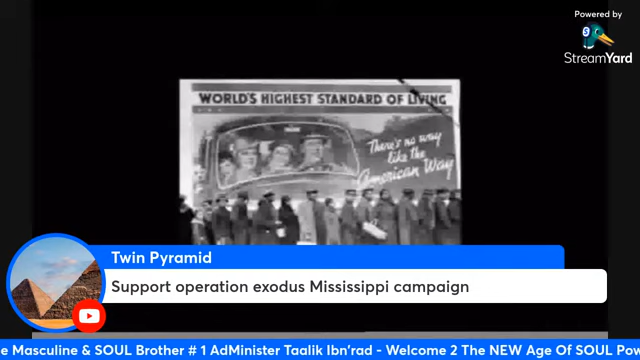 Powered by
StreamYard
WORLD'S HIGHEST STANDARD OF LIVING
There's no way
like the
American Way
Twin Pyramid
Support operation exodus Mississippi campaign
e Masculine & SOUL Brother # 1 AdMinister Taalik Ibn'rad - Welcome 2 The NEW Age Of SOUL Pow